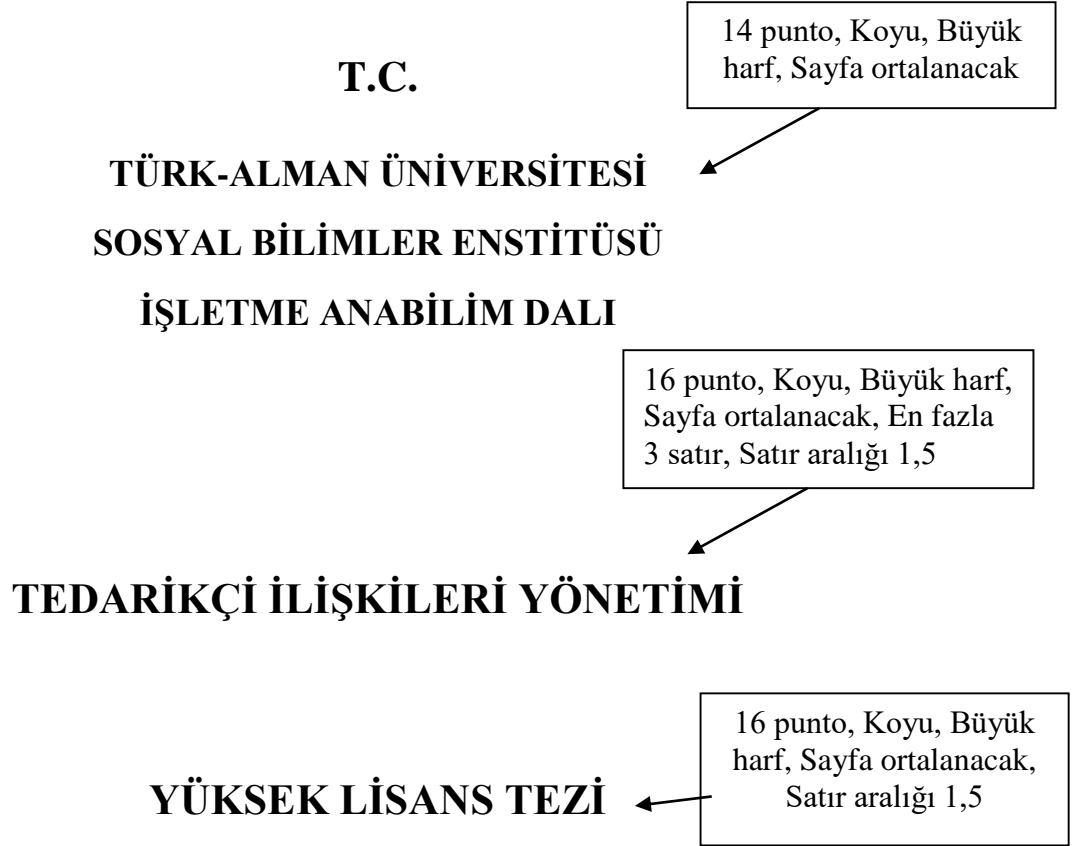 14 punto, Koyu, Büyük
harf, Sayfa ortalanacak
T.C.
TÜRK-ALMAN ÜNİVERSİTESİ
SOSYAL BİLİMLER ENSTİTÜSÜ
İŞLETME ANABİLİM DALI
16 punto, Koyu, Büyük harf,
Sayfa ortalanacak, En fazla
3 satır, Satır aralığı 1,5
TEDARİKÇİ İLİŞKİLERİ YÖNETİMİ
16 punto, Koyu, Büyük
harf, Sayfa ortalanacak,
Satır aralığı 1,5
YÜKSEK LİSANS TEZİ